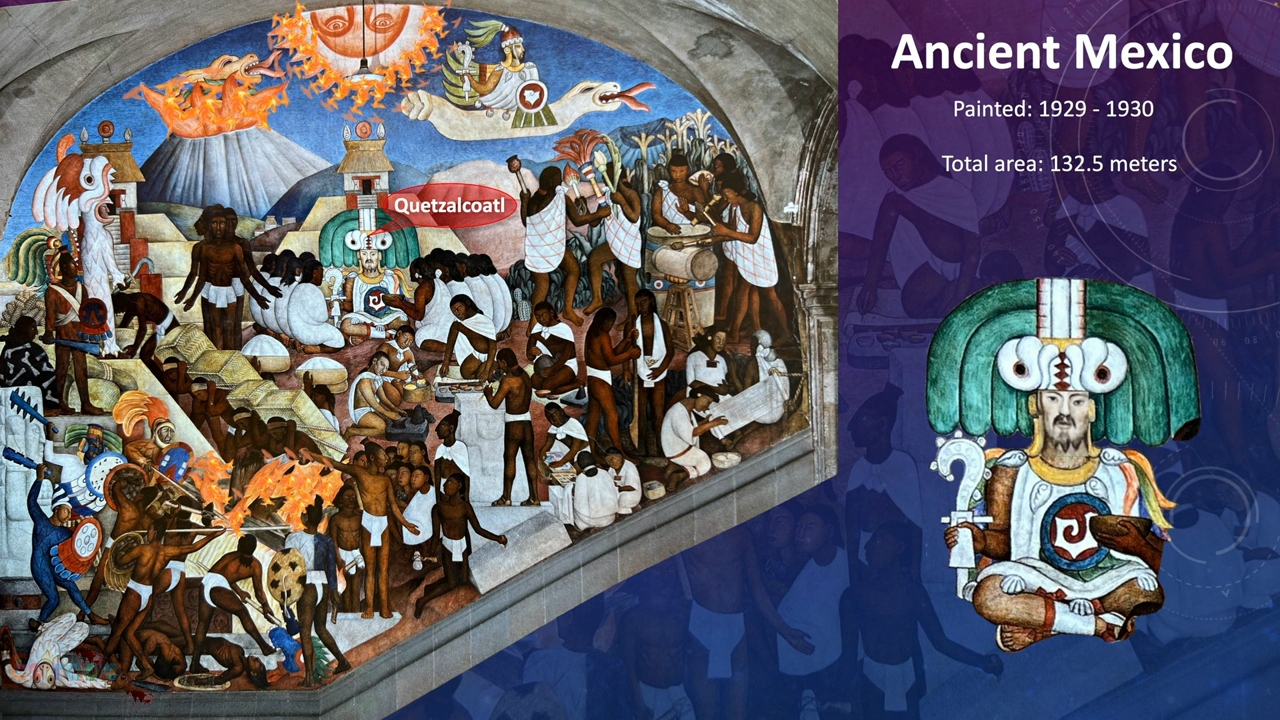 Ancient Mexico
Painted: 1929 - 1930
Total area: 132.5 meters
Quetzalcoatl